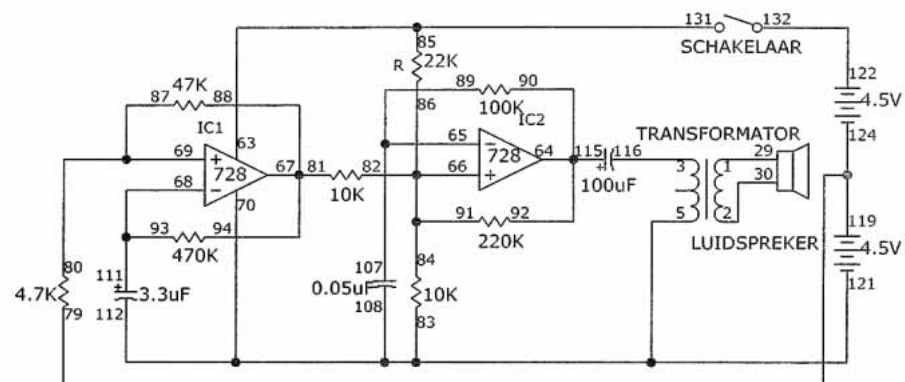 131 132
SCHAKELAAR
85
R 22K
86
47K
87 88
IC1
63
69
+
728
67
68
−
70
81 82
10K
93 94
470K
80
4.7K
79
111
+
3.3uF
112
89 90
100K
IC2
65
−
728
64
66
+
91 92
220K
107
0.05uF
108
84
10K
83
115 116
+
100uF
TRANSFORMATOR
3 1
5 2
29
30
LUIDSPREKER
122
4.5V
124
119
4.5V
121